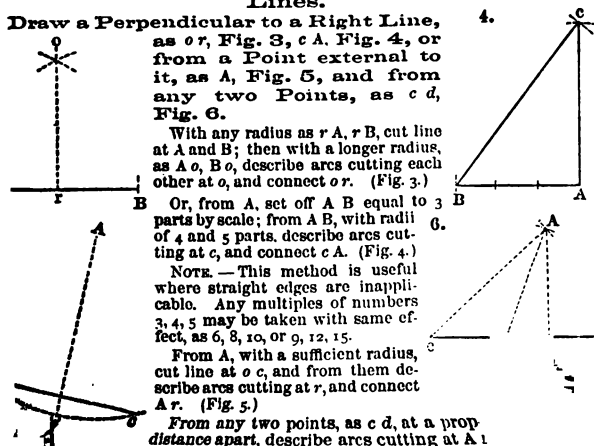 Lines.
Draw a Perpendicular to a Right Line,
as o r, Fig. 3, c A, Fig. 4, or
from a Point external to
it, as A, Fig. 5, and from
any two Points, as c d,
Fig. 6.
With any radius as r A, r B, cut line
at A and B; then with a longer radius,
as A o, B o, describe arcs cutting each
other at o, and connect o r. (Fig. 3.)
Or, from A, set off A B equal to 3
parts by scale; from A B, with radii
of 4 and 5 parts, describe arcs cut-
ting at c, and connect c A. (Fig. 4.)
NOTE. — This method is useful
where straight edges are inappli-
cable. Any multiples of numbers
3, 4, 5 may be taken with same ef-
fect, as 6, 8, 10, or 9, 12, 15.
From A, with a sufficient radius,
cut line at o c, and from them de-
scribe arcs cutting at r, and connect
A r. (Fig. 5.)
From any two points, as c d, at a prop
distance apart, describe arcs cutting at A
o
r
B
A
c
4.
c
B
A
6.
A
c